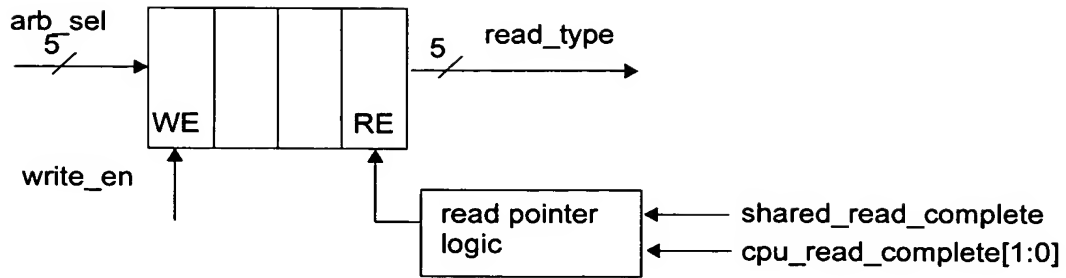 arb_sel
5
5
read_type
WE
RE
write_en
read pointer
logic
shared_read_complete
cpu_read_complete[1:0]